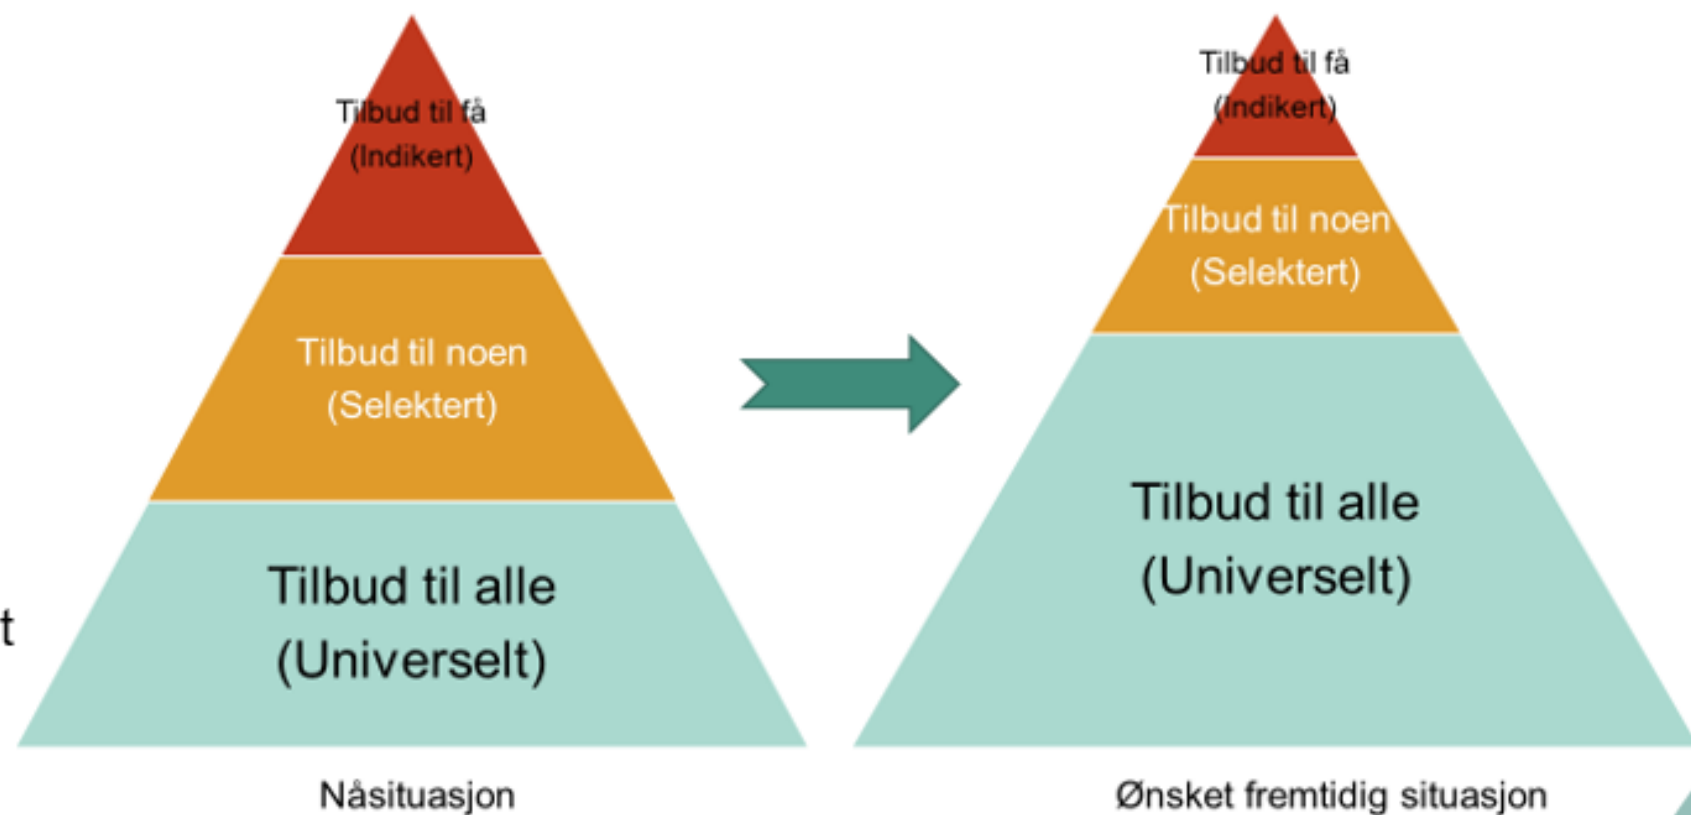 Tilbud til få
(Indikert)
Tilbud til noen
(Selektert)
Tilbud til alle
(Universelt)
t
Nåsituasjon
Tilbud til få
(Indikert)
Tilbud til noen
(Selektert)
Tilbud til alle
(Universelt)
Ønsket fremtidig situasjon